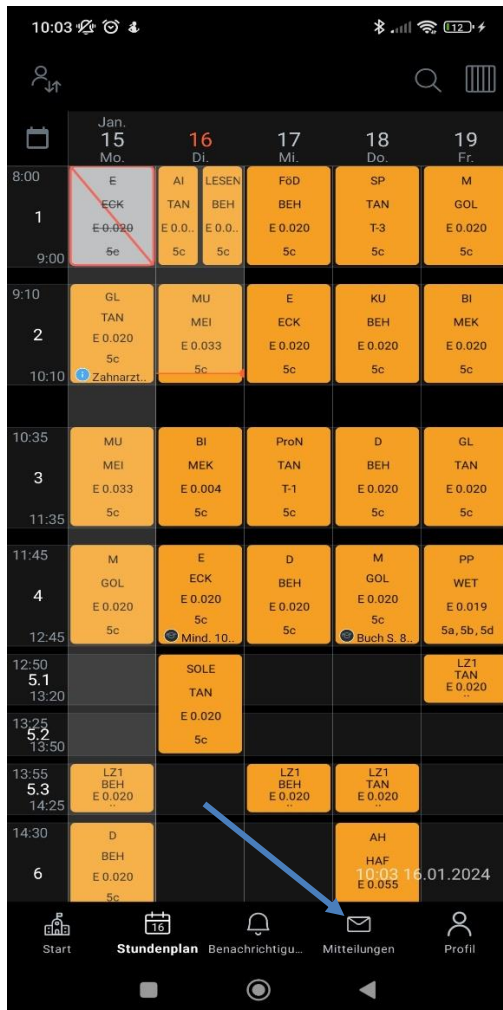 10:03
12
Jan.
15 16 17 18 19
Mo. Di. Mi. Do. Fr.
8:00
1
9:00
E
ECK
E 0.020
5c
AI
TAN
E 0.0..
5c
LESEN
BEH
E 0.0..
5c
FöD
BEH
E 0.020
5c
SP
TAN
T-3
5c
M
GOL
E 0.020
5c
9:10
2
10:10
GL
TAN
E 0.020
5c
Zahnarzt..
MU
MEI
E 0.033
5c
E
ECK
E 0.020
5c
KU
BEH
E 0.020
5c
BI
MEK
E 0.020
5c
10:35
3
11:35
MU
MEI
E 0.033
5c
BI
MEK
E 0.004
5c
ProN
TAN
T-1
5c
D
BEH
E 0.020
5c
GL
TAN
E 0.020
5c
11:45
4
12:45
M
GOL
E 0.020
5c
E
ECK
E 0.020
5c
Mind. 10..
D
BEH
E 0.020
5c
M
GOL
E 0.020
5c
Buch S. 8..
PP
WET
E 0.019
5a, 5b, 5d
12:50
5.1
13:20
SOLE
TAN
E 0.020
5c
LZ1
TAN
E 0.020
..
13:25
5.2
13:50
13:55
5.3
14:25
LZ1
BEH
E 0.020
..
LZ1
BEH
E 0.020
..
LZ1
TAN
E 0.020
..
14:30
6
D
BEH
E 0.020
5c
AH
HAF
E 0.055
10:03 16.01.2024
16
Start Stundenplan Benachrichtigu... Mitteilungen Profil